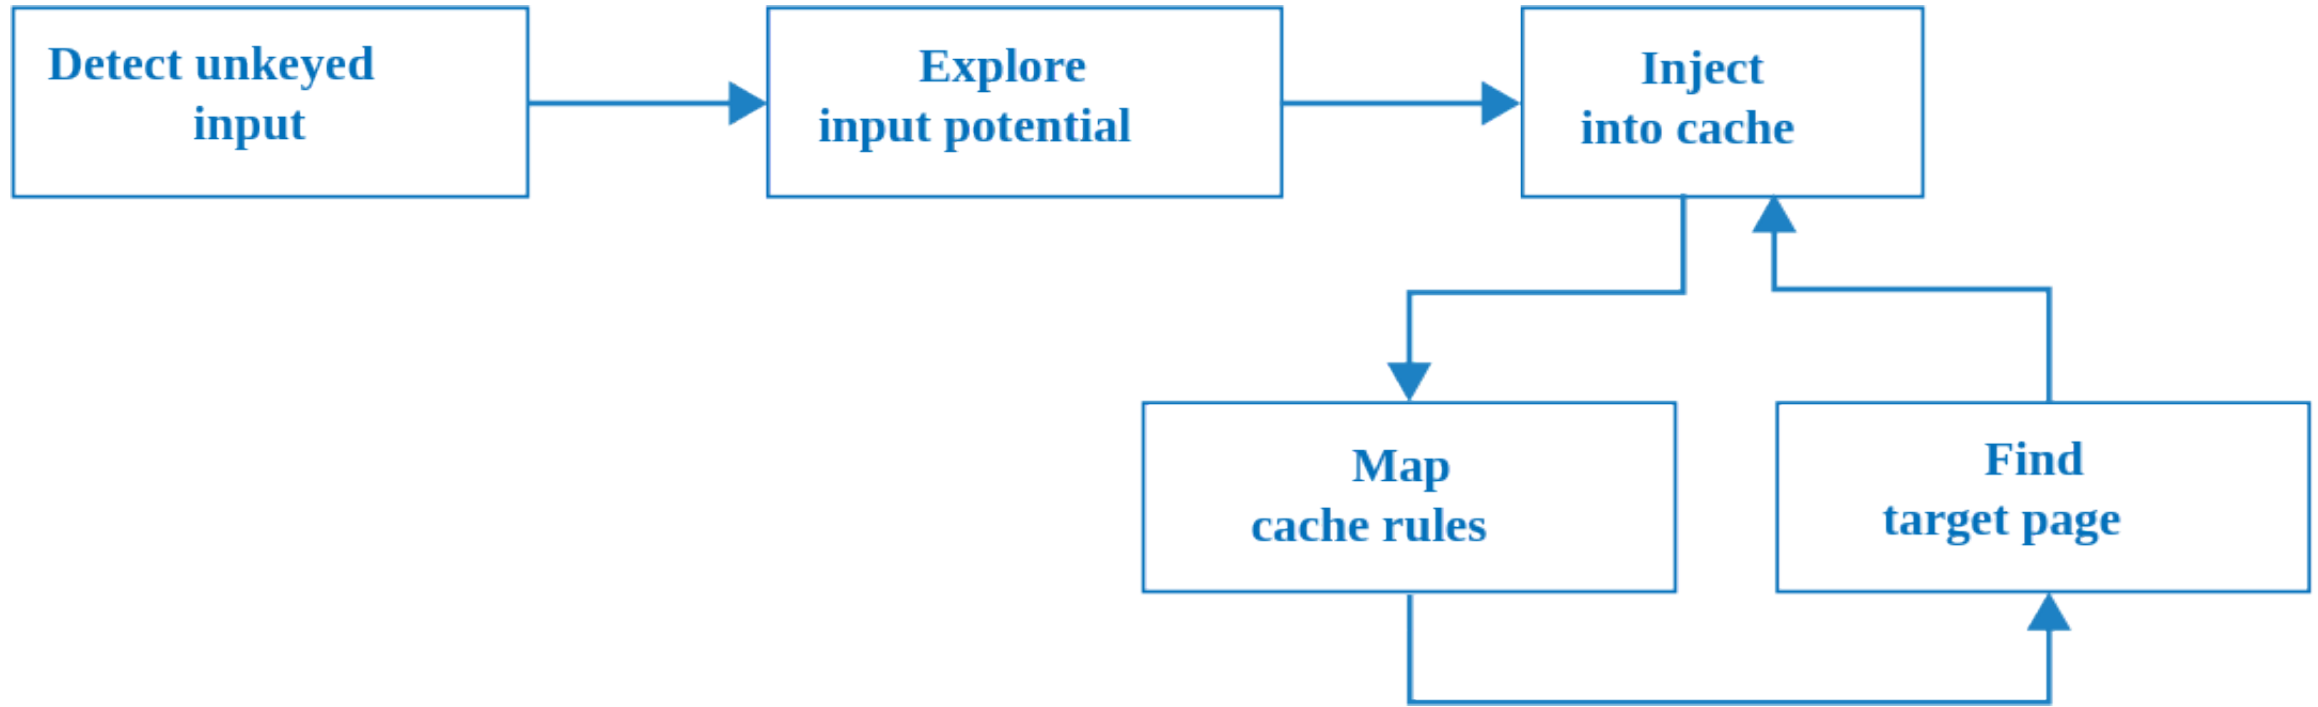 Detect unkeyed
input
Explore
input potential
Inject
into cache
Map
cache rules
Find
target page